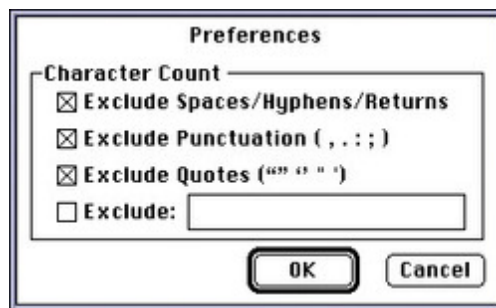 Preferences
Character Count
Exclude Spaces/Hyphens/Returns
Exclude Punctuation ( , . : ; )
Exclude Quotes (“” ‘’ " ')
Exclude:
OK Cancel